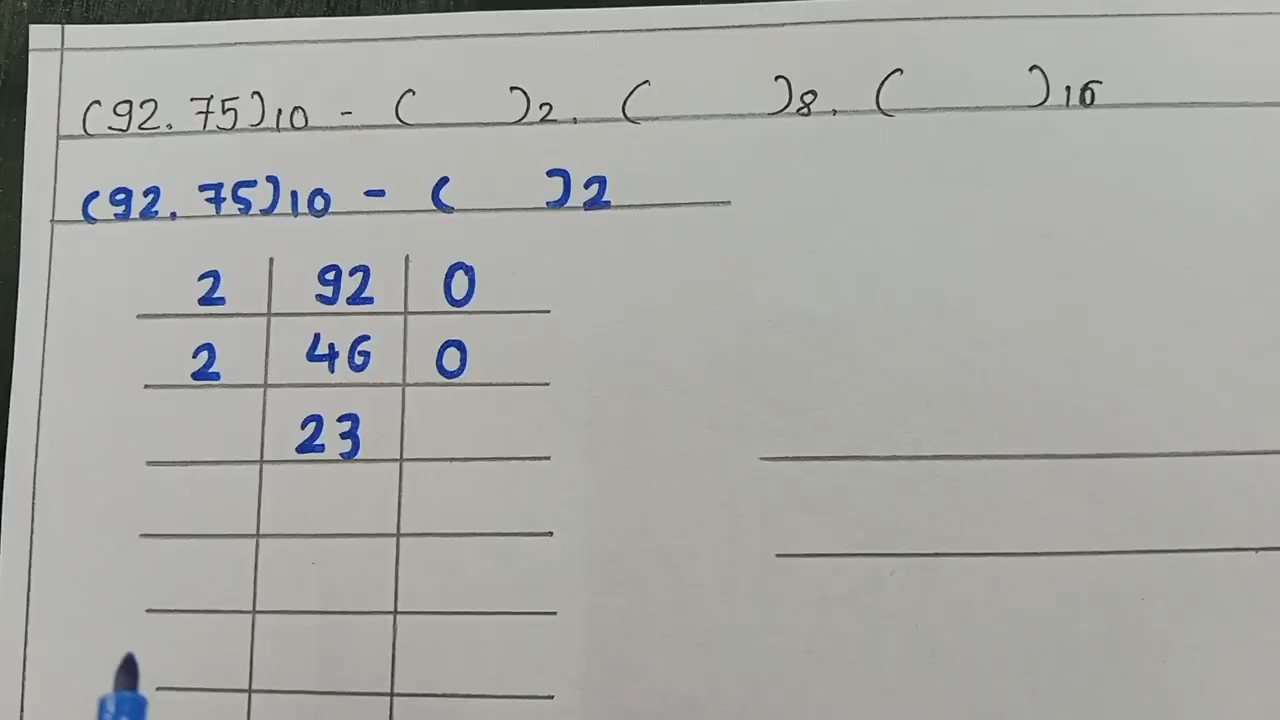 (92.75)10 - (      )2. (      )8. (      )16
(92.75)10 - (      )2
2 92 0
2 46 0
23